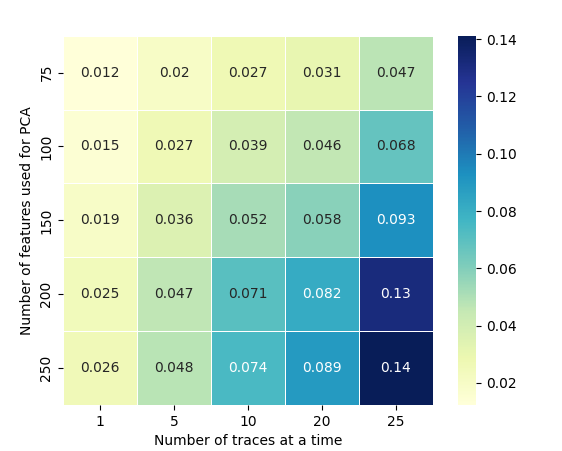 75 0.012 0.02 0.027 0.031 0.047
100 0.015 0.027 0.039 0.046 0.068
150 0.019 0.036 0.052 0.058 0.093
200 0.025 0.047 0.071 0.082 0.13
250 0.026 0.048 0.074 0.089 0.14
1 5 10 20 25
Number of traces at a time
Number of features used for PCA
0.14
0.12
0.10
0.08
0.06
0.04
0.02